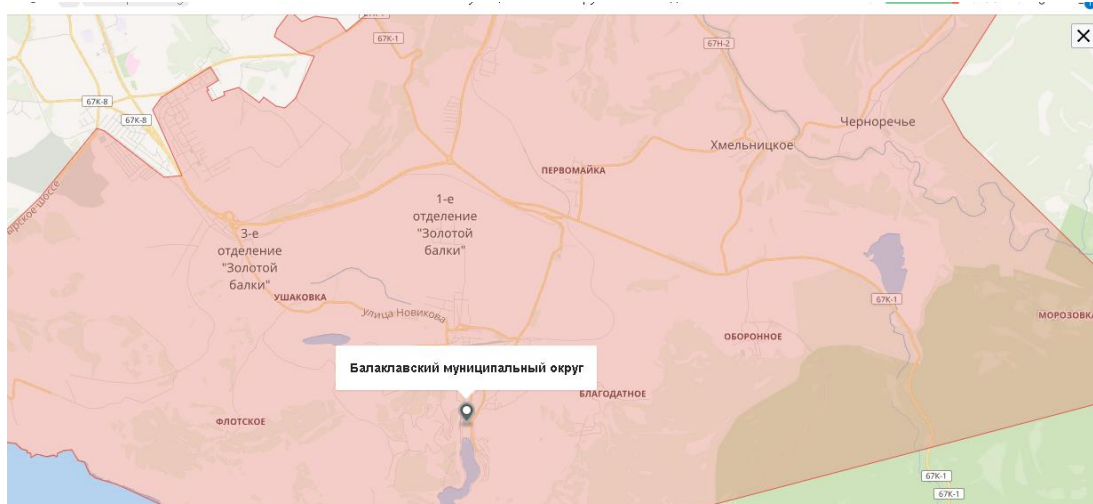 67К-1
67Н-2
67К-8
67К-8
Черноречье
Хмельницкое
ПЕРВОМАЙКА
1-е
отделение
"Золотой
балки"
3-е
отделение
"Золотой
балки"
УШАКОВКА
улица Новикова
67К-1
МОРОЗОВКА
ОБОРОННОЕ
Балаклавский муниципальный округ
БЛАГОДАТНОЕ
ФЛОТСКОЕ
67К-1
67К-1